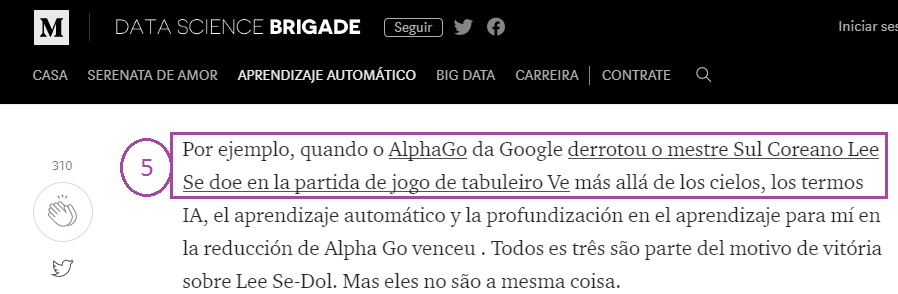 M DATA SCIENCE BRIGADE Seguir Iniciar ses
CASA SERENATA DE AMOR APRENDIZAJE AUTOMÁTICO BIG DATA CARREIRA CONTRATE
310
5
Por ejemplo, quando o AlphaGo da Google derrotou o mestre Sul Coreano Lee
Se doe en la partida de jogo de tabuleiro Ve más allá de los cielos, los termos
IA, el aprendizaje automático y la profundización en el aprendizaje para mí en
la reducción de Alpha Go venceu . Todos es três são parte del motivo de vitória
sobre Lee Se-Dol. Mas eles no são a mesma coisa.